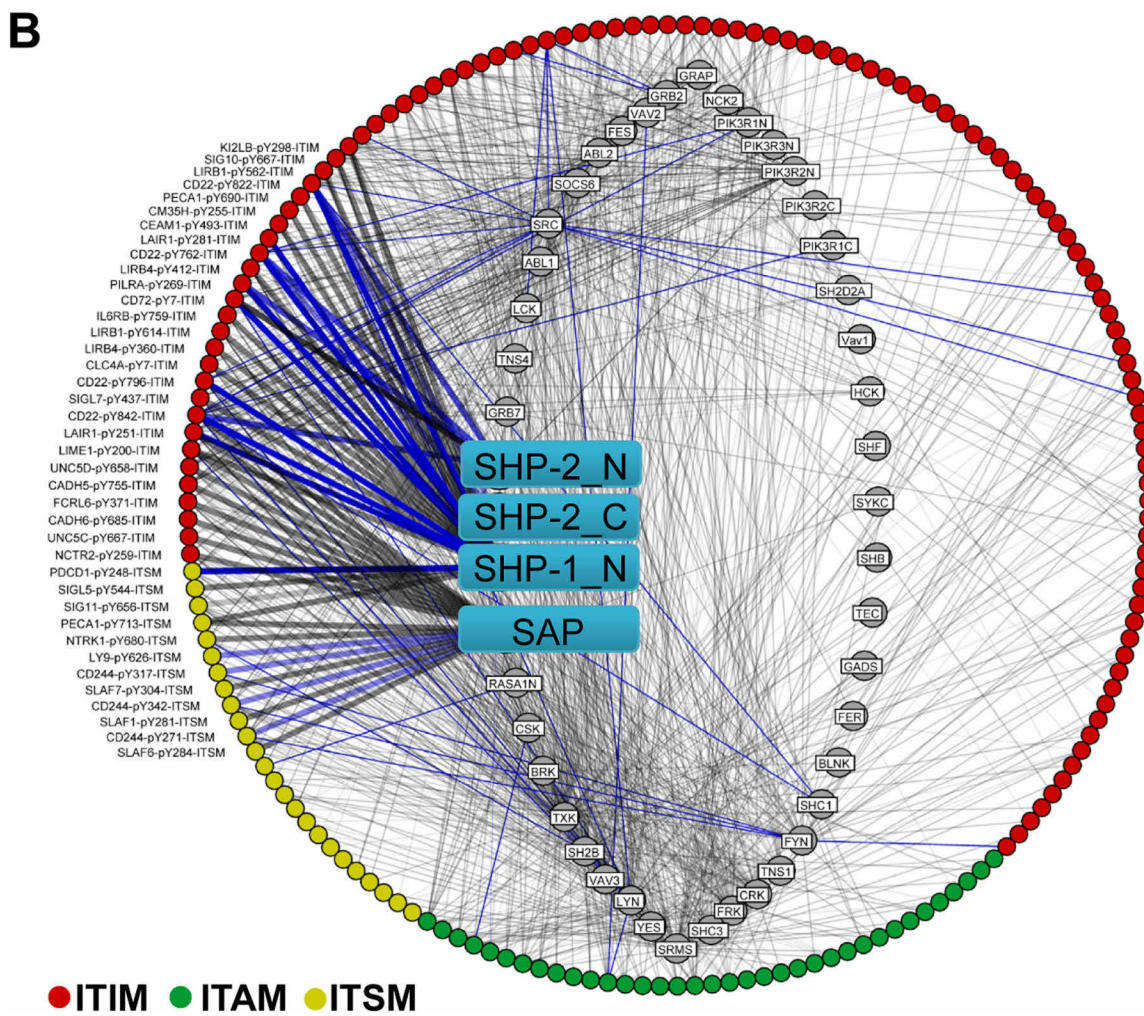 B
KI2LB-pY298-ITIM
SIG10-pY667-ITIM
LIRB1-pY562-ITIM
CD22-pY822-ITIM
PECA1-pY690-ITIM
CM35H-pY255-ITIM
CEAM1-pY493-ITIM
LAIR1-pY281-ITIM
CD22-pY762-ITIM
LIRB4-pY412-ITIM
PILRA-pY269-ITIM
CD72-pY7-ITIM
IL6RB-pY759-ITIM
LIRB1-pY614-ITIM
LIRB4-pY360-ITIM
CLC4A-pY7-ITIM
CD22-pY796-ITIM
SIGL7-pY437-ITIM
CD22-pY842-ITIM
LAIR1-pY251-ITIM
LIME1-pY200-ITIM
UNC5D-pY658-ITIM
CADH5-pY755-ITIM
FCRL6-pY371-ITIM
CADH6-pY685-ITIM
UNC5C-pY667-ITIM
NCTR2-pY259-ITIM
PDCD1-pY248-ITSM
SIGL5-pY544-ITSM
SIG11-pY656-ITSM
PECA1-pY713-ITSM
NTRK1-pY680-ITSM
LY9-pY626-ITSM
CD244-pY317-ITSM
SLAF7-pY304-ITSM
CD244-pY342-ITSM
SLAF1-pY281-ITSM
CD244-pY271-ITSM
SLAF6-pY284-ITSM
GRAP
NCK2
PIK3R1N
PIK3R3N
PIK3R2N
PIK3R2C
PIK3R1C
SH2D2A
Vav1
HCK
SHF
SYKC
SHB
TEC
GADS
FER
BLNK
SHC1
FYN
TNS1
CRK
FRK
SHC3
SRMS
YES
LYN
VAV3
SH2B
TXK
BRK
CSK
RASA1N
SAP
SHP-1_N
SHP-2_C
SHP-2_N
GRB7
TNS4
LCK
ABL1
SRC
SOCS6
ABL2
FES
VAV2
GRB2
ITIM
ITAM
ITSM